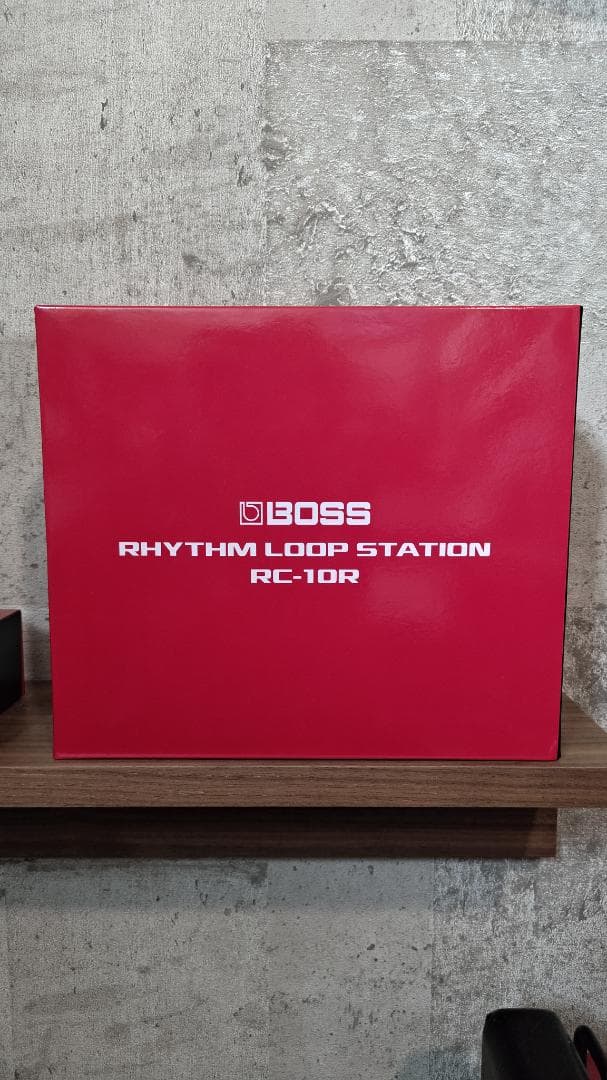 BOSS
RHYTHM LOOP STATION
RC-10R